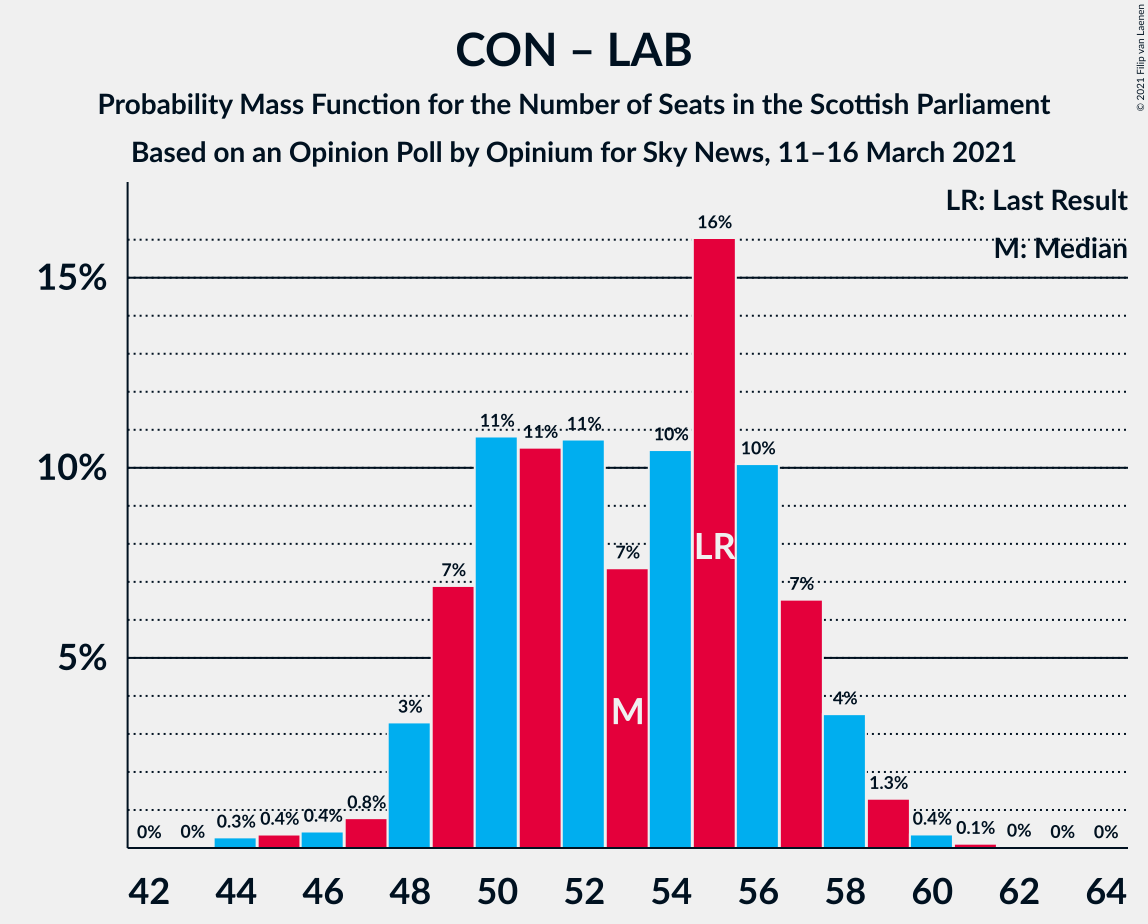 CON – LAB
Probability Mass Function for the Number of Seats in the Scottish Parliament
Based on an Opinion Poll by Opinium for Sky News, 11–16 March 2021
© 2021 Filip van Laenen
LR: Last Result
M: Median
15%
10%
5%
0% 0% 0.3% 0.4% 0.4% 0.8% 3% 7% 11% 11% 11% 7% 10% 16% 10% 7% 4% 1.3% 0.4% 0.1% 0% 0% 0%
LR
M
42 44 46 48 50 52 54 56 58 60 62 64